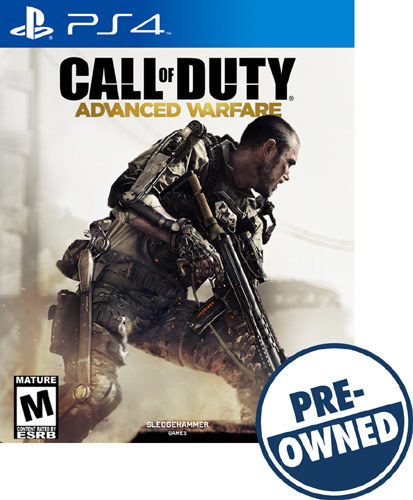 PS4
CALL OF DUTY®
ADVANCED WARFARE
MATURE
M
CONTENT RATED BY
ESRB
SLEDGEHAMMER
GAMES
PRE-
OWNED